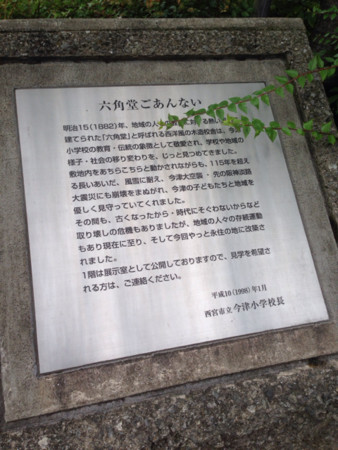 六角堂ごあんない
明治15(1882)年、地域の人
建てられた「六角堂」と呼ばれる西洋風の木造校舎は、今
小学校の教育・伝統の象徴として敬愛され、学校や地域の
様子・社会の移り変わりを、じっと見つめてきました。
敷地内をあちらこちらと動かされながらも、115年を超え
る長いあいだ、風雪に耐え、今津大空襲・先の阪神淡路
大震災にも崩壊をまぬがれ、今津の子どもたちと地域を
優しく見守っていてくれました。
その間も、古くなったから・時代にそぐわないからなど
取り壊しの危機もありましたが、地域の人々の存続運動
もあり現在に至り、そして今回やっと永住の地に改築さ
れました。
1階は展示室として公開しておりますので、見学を希望さ
れる方は、ご連絡ください。
平成10(1998)年1月
西宮市立今津小学校長